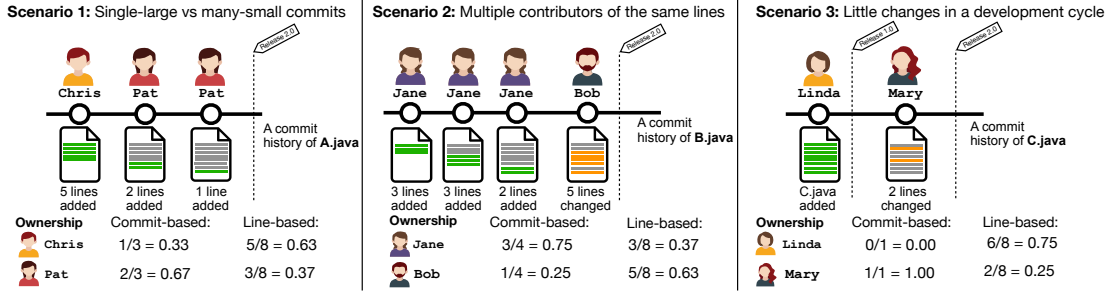 Scenario 1: Single-large vs many-small commits
Release 2.0
Chris
Pat
Pat
A commit
history of A.java
5 lines
added
2 lines
added
1 line
added
Ownership
Commit-based:
Line-based:
Chris
1/3 = 0.33
5/8 = 0.63
Pat
2/3 = 0.67
3/8 = 0.37
Scenario 2: Multiple contributors of the same lines
Release 2.0
Jane
Jane
Jane
Bob
A commit
history of B.java
3 lines
added
3 lines
added
2 lines
added
5 lines
changed
Ownership
Commit-based:
Line-based:
Jane
3/4 = 0.75
3/8 = 0.37
Bob
1/4 = 0.25
5/8 = 0.63
Scenario 3: Little changes in a development cycle
Release 1.0
Release 2.0
Linda
Mary
A commit
history of C.java
C.java
added
2 lines
changed
Ownership
Commit-based:
Line-based:
Linda
0/1 = 0.00
6/8 = 0.75
Mary
1/1 = 1.00
2/8 = 0.25